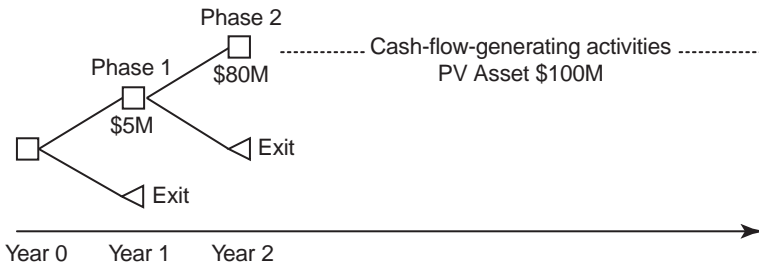 Phase 2
Cash-flow-generating activities
Phase 1
$80M
PV Asset $100M
$5M
Exit
Exit
Year 0 Year 1 Year 2